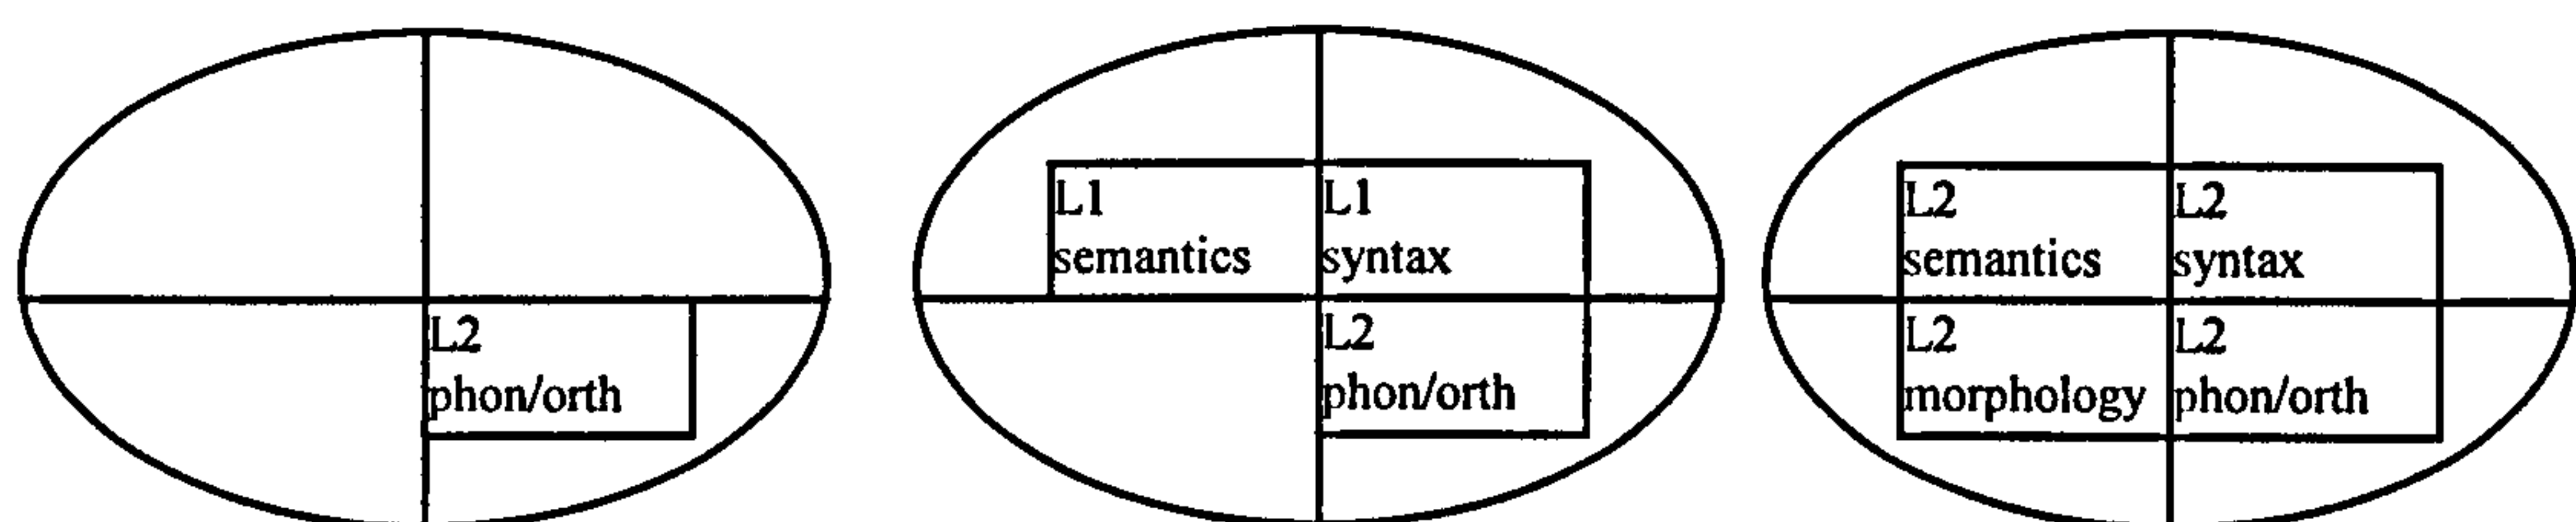 L2
phon/orth
L1
semantics
L1
syntax
L2
phon/orth
L2
semantics
L2
syntax
L2
morphology
L2
phon/orth